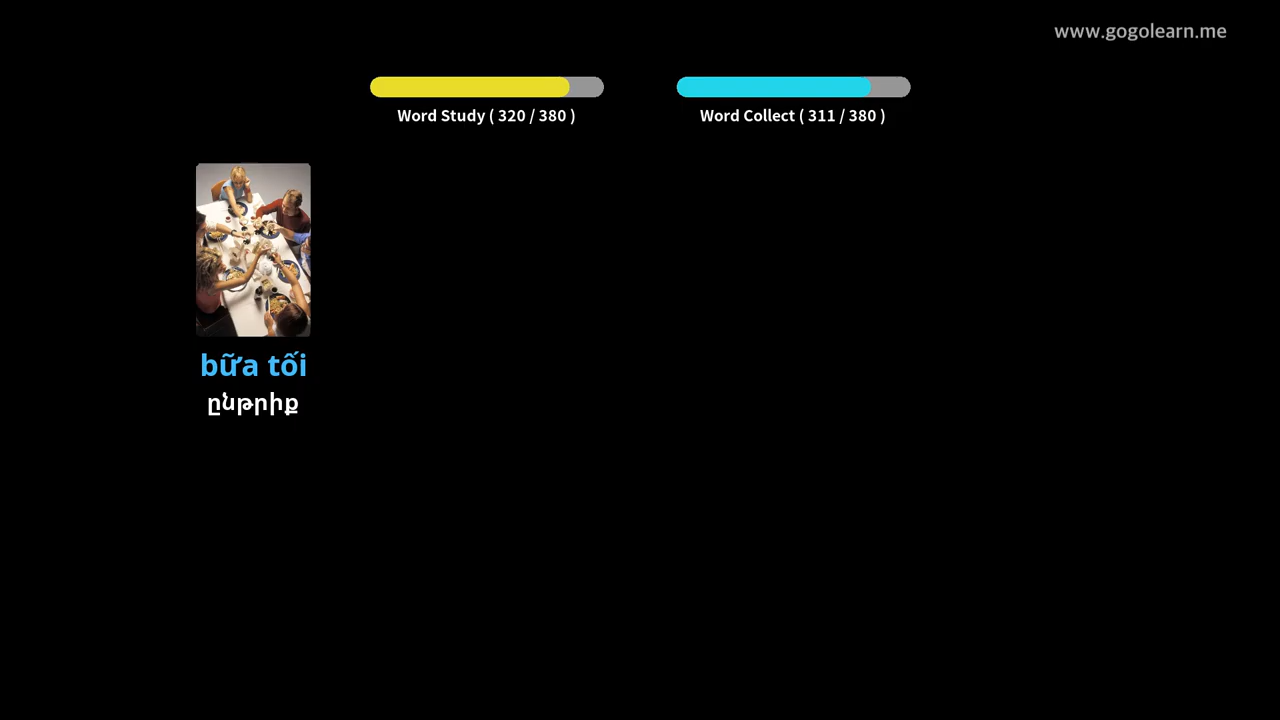 www.gogolearn.me
Word Study ( 320 / 380 )
Word Collect ( 311 / 380 )
bữa tối
ընթրիք